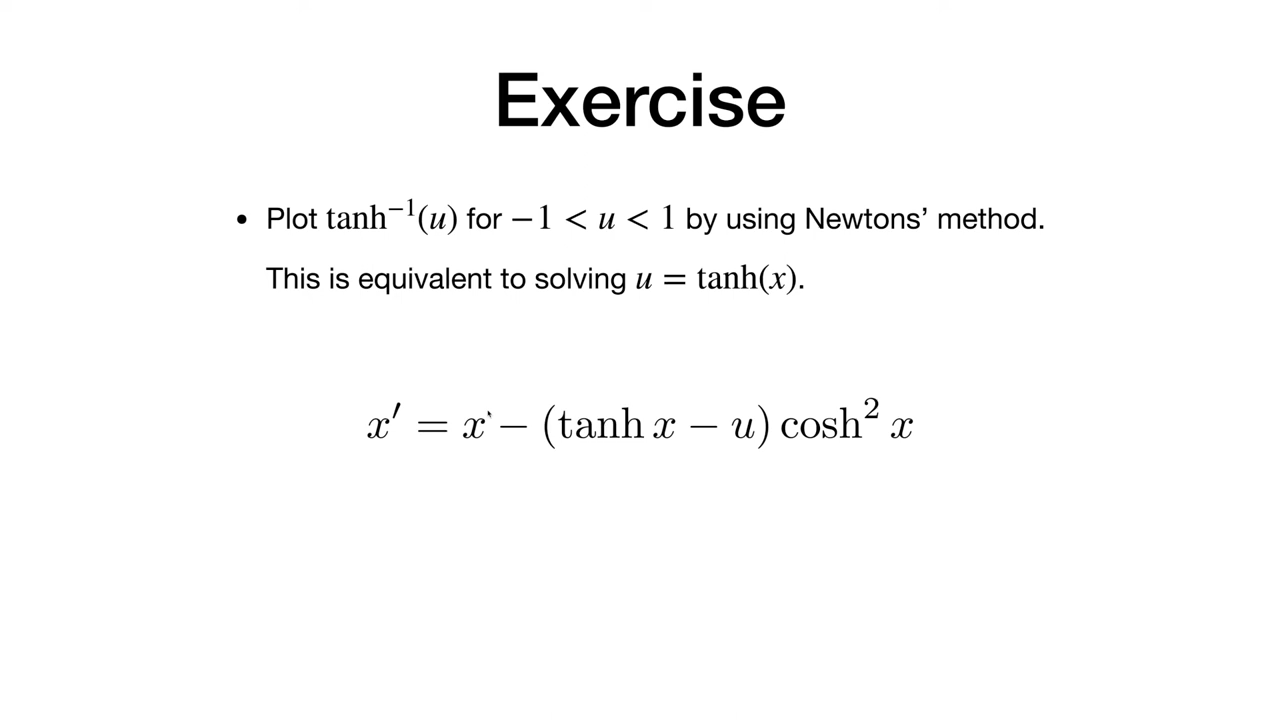 Exercise
• Plot tanh⁻¹(u) for −1 < u < 1 by using Newtons’ method.
This is equivalent to solving u = tanh(x).
x′ = x − (tanh x − u) cosh² x